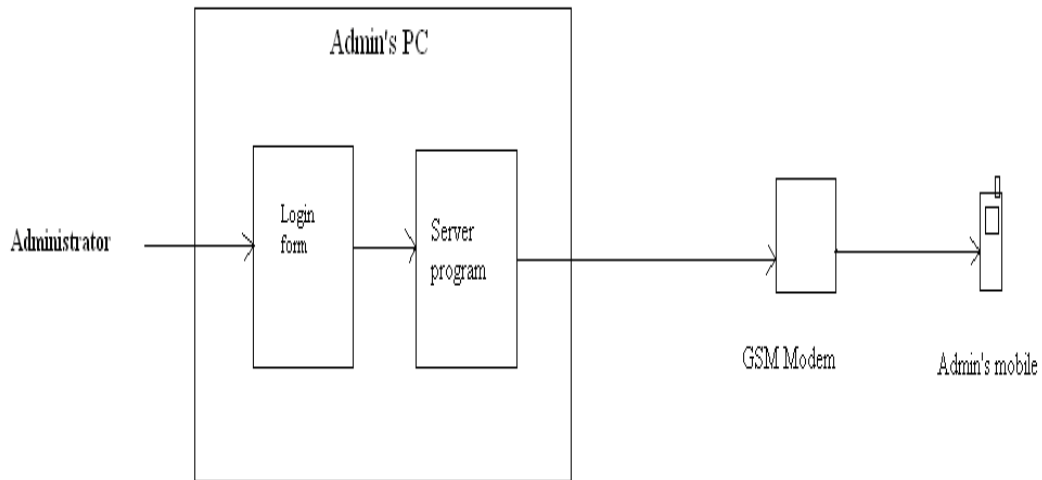 Admin's PC
Login
form
Server
program
Administrator
GSM Modem
Admin's mobile